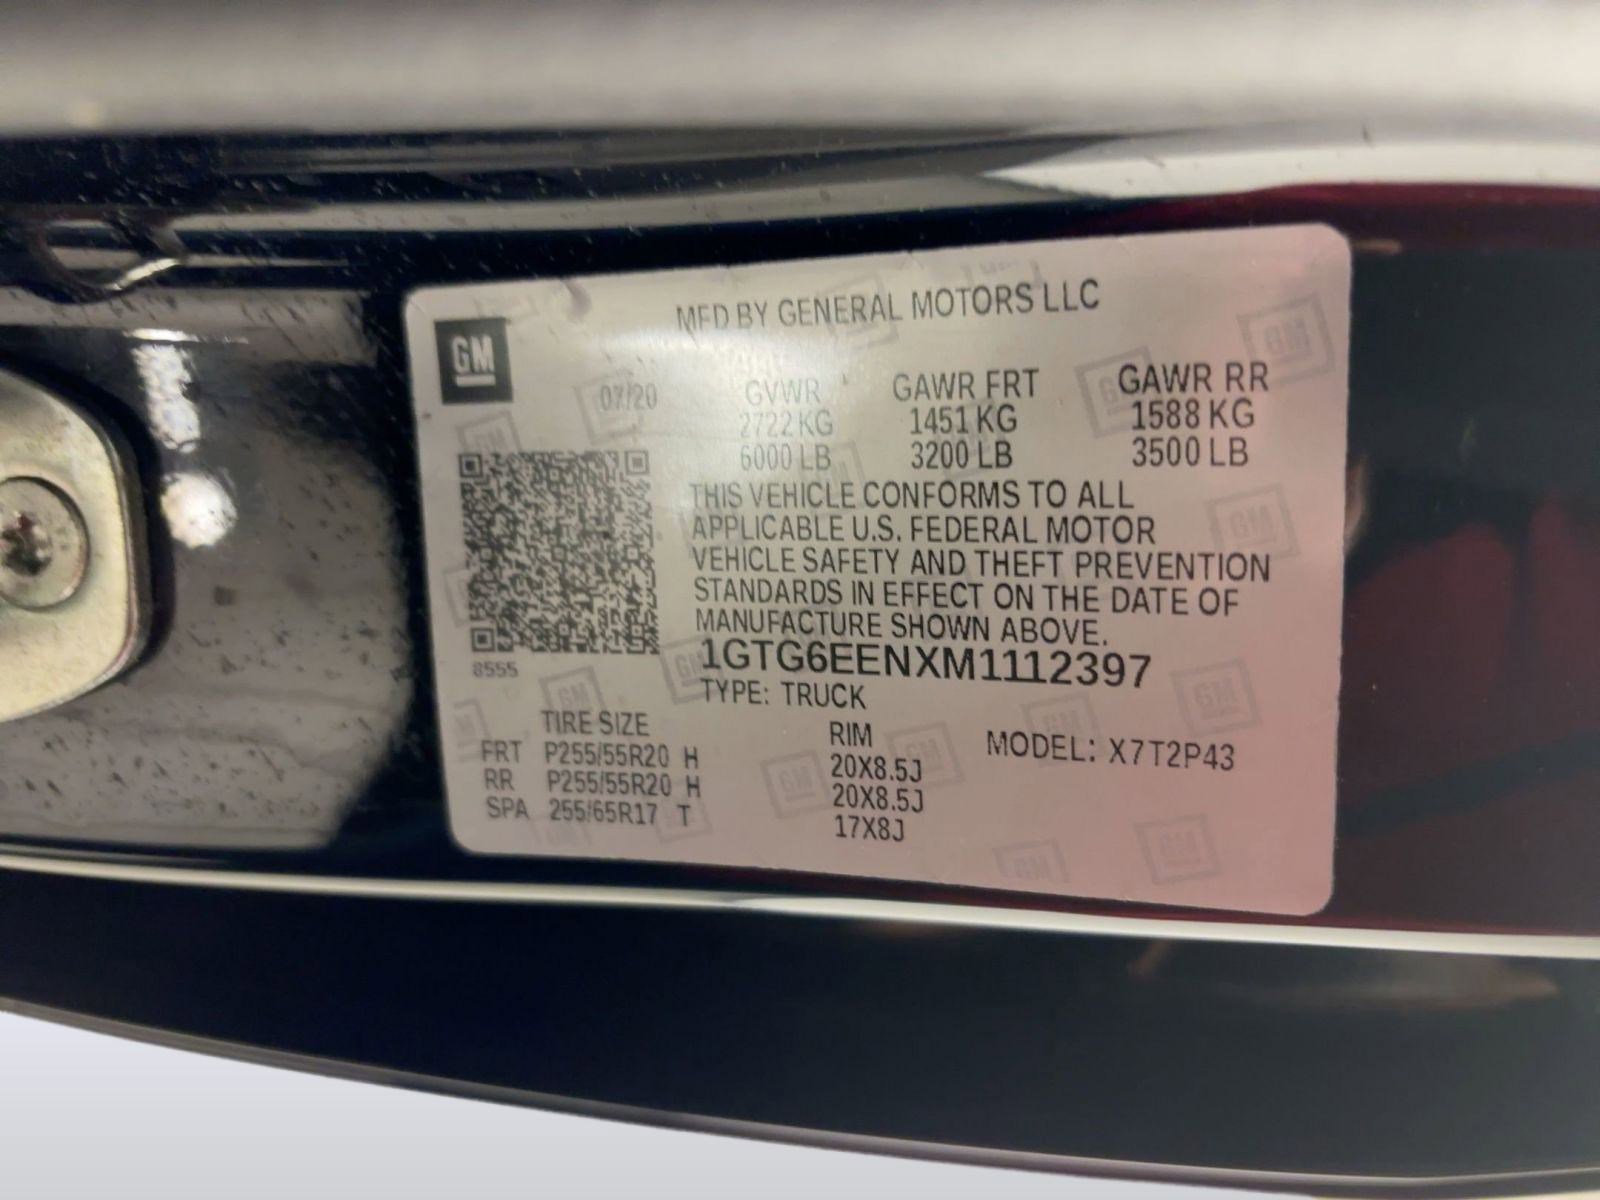 MFD BY GENERAL MOTORS LLC
GM
07/20 GVWR GAWR FRT GAWR RR
2722 KG 1451 KG 1588 KG
6000 LB 3200 LB 3500 LB
THIS VEHICLE CONFORMS TO ALL
APPLICABLE U.S. FEDERAL MOTOR
VEHICLE SAFETY AND THEFT PREVENTION
STANDARDS IN EFFECT ON THE DATE OF
MANUFACTURE SHOWN ABOVE.
8555
1GTG6EENXM1112397
TYPE: TRUCK
TIRE SIZE RIM MODEL: X7T2P43
FRT P255/55R20 H 20X8.5J
RR P255/55R20 H 20X8.5J
SPA 255/65R17 T 17X8J